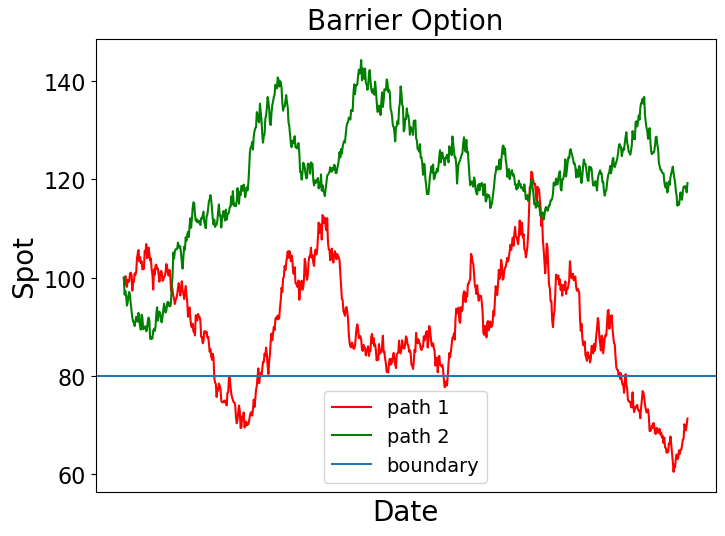 Barrier Option
Spot
140
120
100
80
60
path 1
path 2
boundary
Date